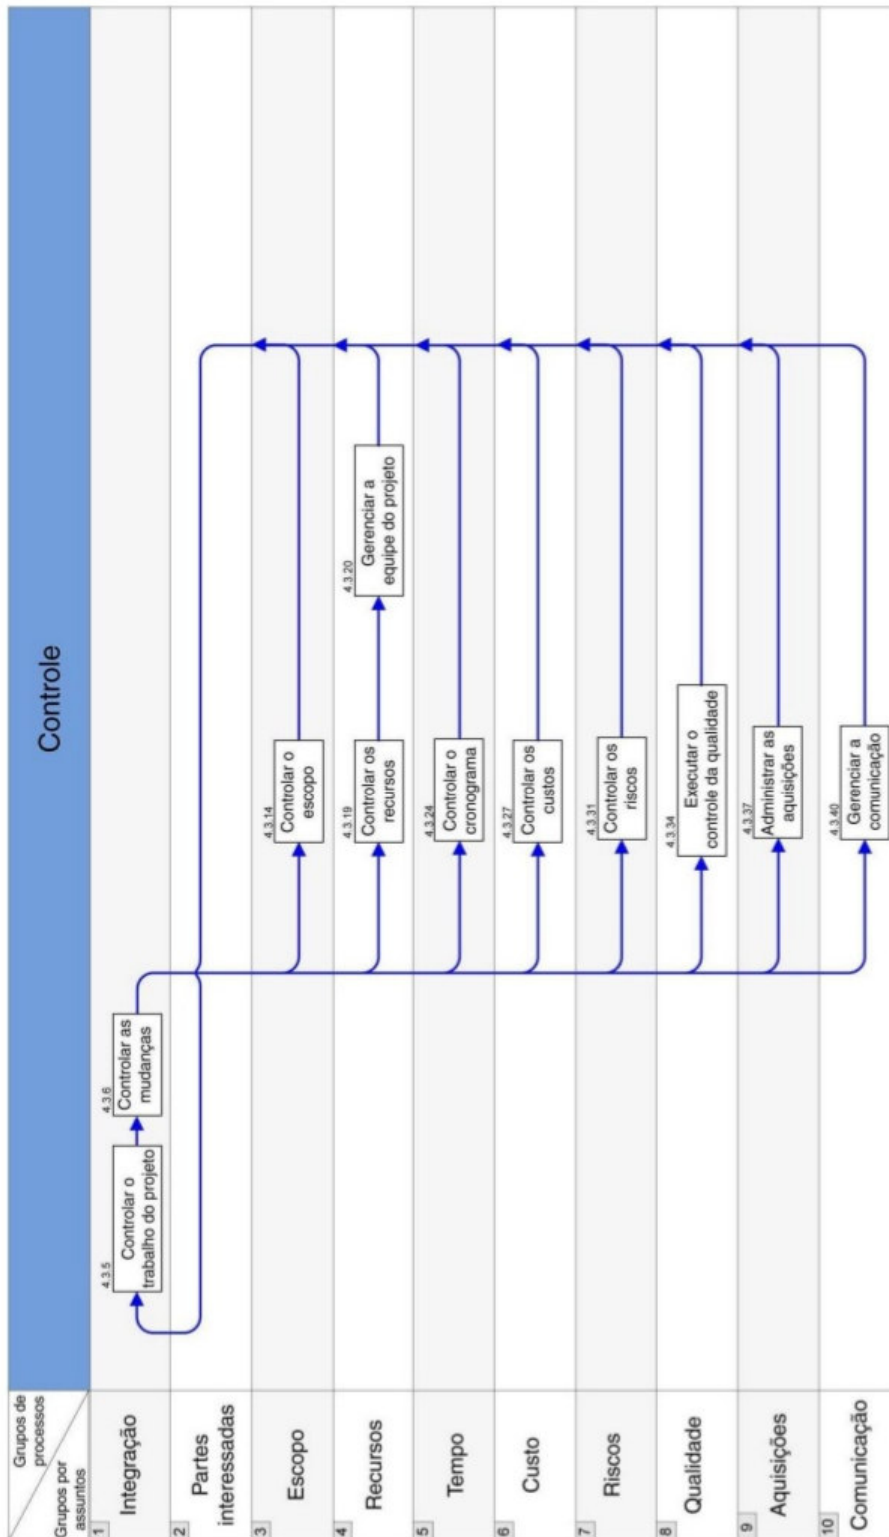 Grupos de
processos
Grupos por
assuntos
Controle
1
Integração
4.3.5
Controlar o
trabalho do projeto
4.3.6
Controlar as
mudanças
2
Partes
interessadas
3
Escopo
4.3.14
Controlar o
escopo
4
Recursos
4.3.19
Controlar os
recursos
4.3.20
Gerenciar a
equipe do projeto
5
Tempo
4.3.24
Controlar o
cronograma
6
Custo
4.3.27
Controlar os
custos
7
Riscos
4.3.31
Controlar os
riscos
8
Qualidade
4.3.34
Executar o
controle da qualidade
9
Aquisições
4.3.37
Administrar as
aquisições
10
Comunicação
4.3.40
Gerenciar a
comunicação